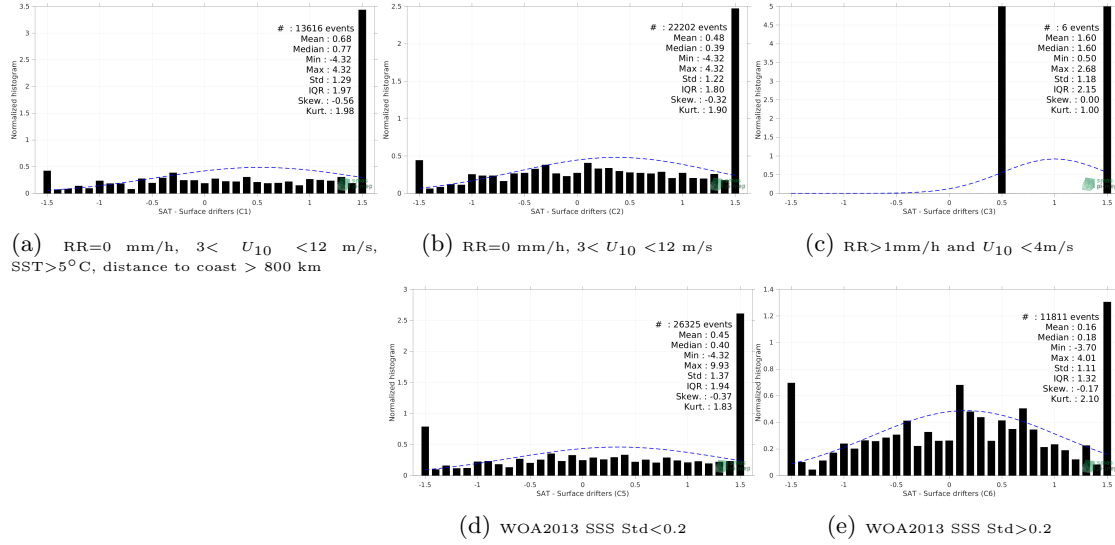 3.5
3
2.5
2
1.5
1
0.5
0
Normalized histogram
# : 13616 events
Mean : 0.68
Median : 0.77
Min : -4.32
Max : 4.32
Std : 1.29
IQR : 1.97
Skew. : -0.56
Kurt. : 1.98
-1.5 -1 -0.5 0 0.5 1 1.5
SAT - Surface drifters (C1)
(a) RR=0 mm/h, 3< U10 <12 m/s,
SST>5°C, distance to coast > 800 km
2.5
2
1.5
1
0.5
0
Normalized histogram
# : 22202 events
Mean : 0.48
Median : 0.39
Min : -4.32
Max : 4.32
Std : 1.22
IQR : 1.80
Skew. : -0.32
Kurt. : 1.90
-1.5 -1 -0.5 0 0.5 1 1.5
SAT - Surface drifters (C2)
(b) RR=0 mm/h, 3< U10 <12 m/s
5
4.5
4
3.5
3
2.5
2
1.5
1
0.5
0
Normalized histogram
# : 6 events
Mean : 1.60
Median : 1.60
Min : 0.50
Max : 2.68
Std : 1.18
IQR : 2.15
Skew. : 0.00
Kurt. : 1.00
-1.5 -1 -0.5 0 0.5 1 1.5
SAT - Surface drifters (C3)
(c) RR>1mm/h and U10 <4m/s
3
2.5
2
1.5
1
0.5
0
Normalized histogram
# : 26325 events
Mean : 0.45
Median : 0.40
Min : -4.32
Max : 9.93
Std : 1.37
IQR : 1.94
Skew. : -0.37
Kurt. : 1.83
-1.5 -1 -0.5 0 0.5 1 1.5
SAT - Surface drifters (C5)
(d) WOA2013 SSS Std<0.2
1.4
1.2
1
0.8
0.6
0.4
0.2
0
Normalized histogram
# : 11811 events
Mean : 0.16
Median : 0.18
Min : -3.70
Max : 4.01
Std : 1.11
IQR : 1.32
Skew. : -0.17
Kurt. : 2.10
-1.5 -1 -0.5 0 0.5 1 1.5
SAT - Surface drifters (C6)
(e) WOA2013 SSS Std>0.2